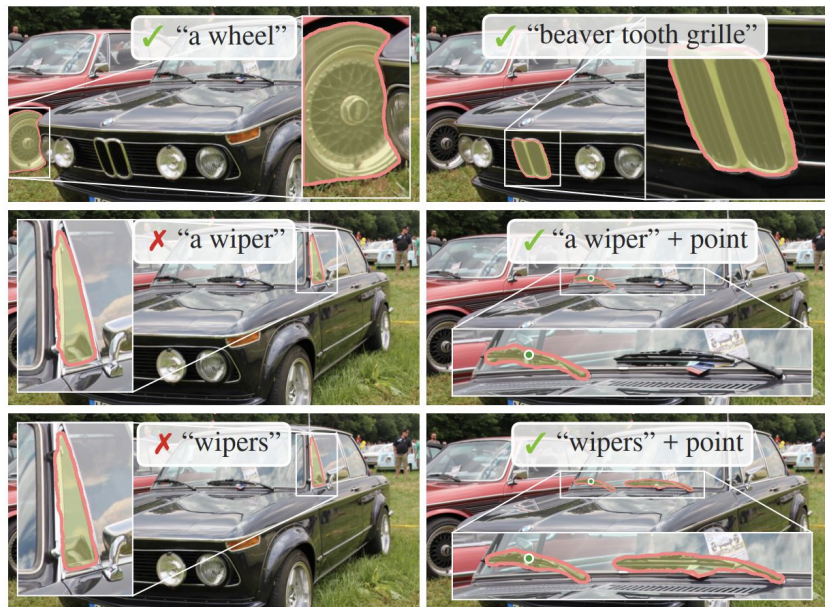 ✓ “a wheel”
✓ “beaver tooth grille”
✗ “a wiper”
✓ “a wiper” + point
✗ “wipers”
✓ “wipers” + point